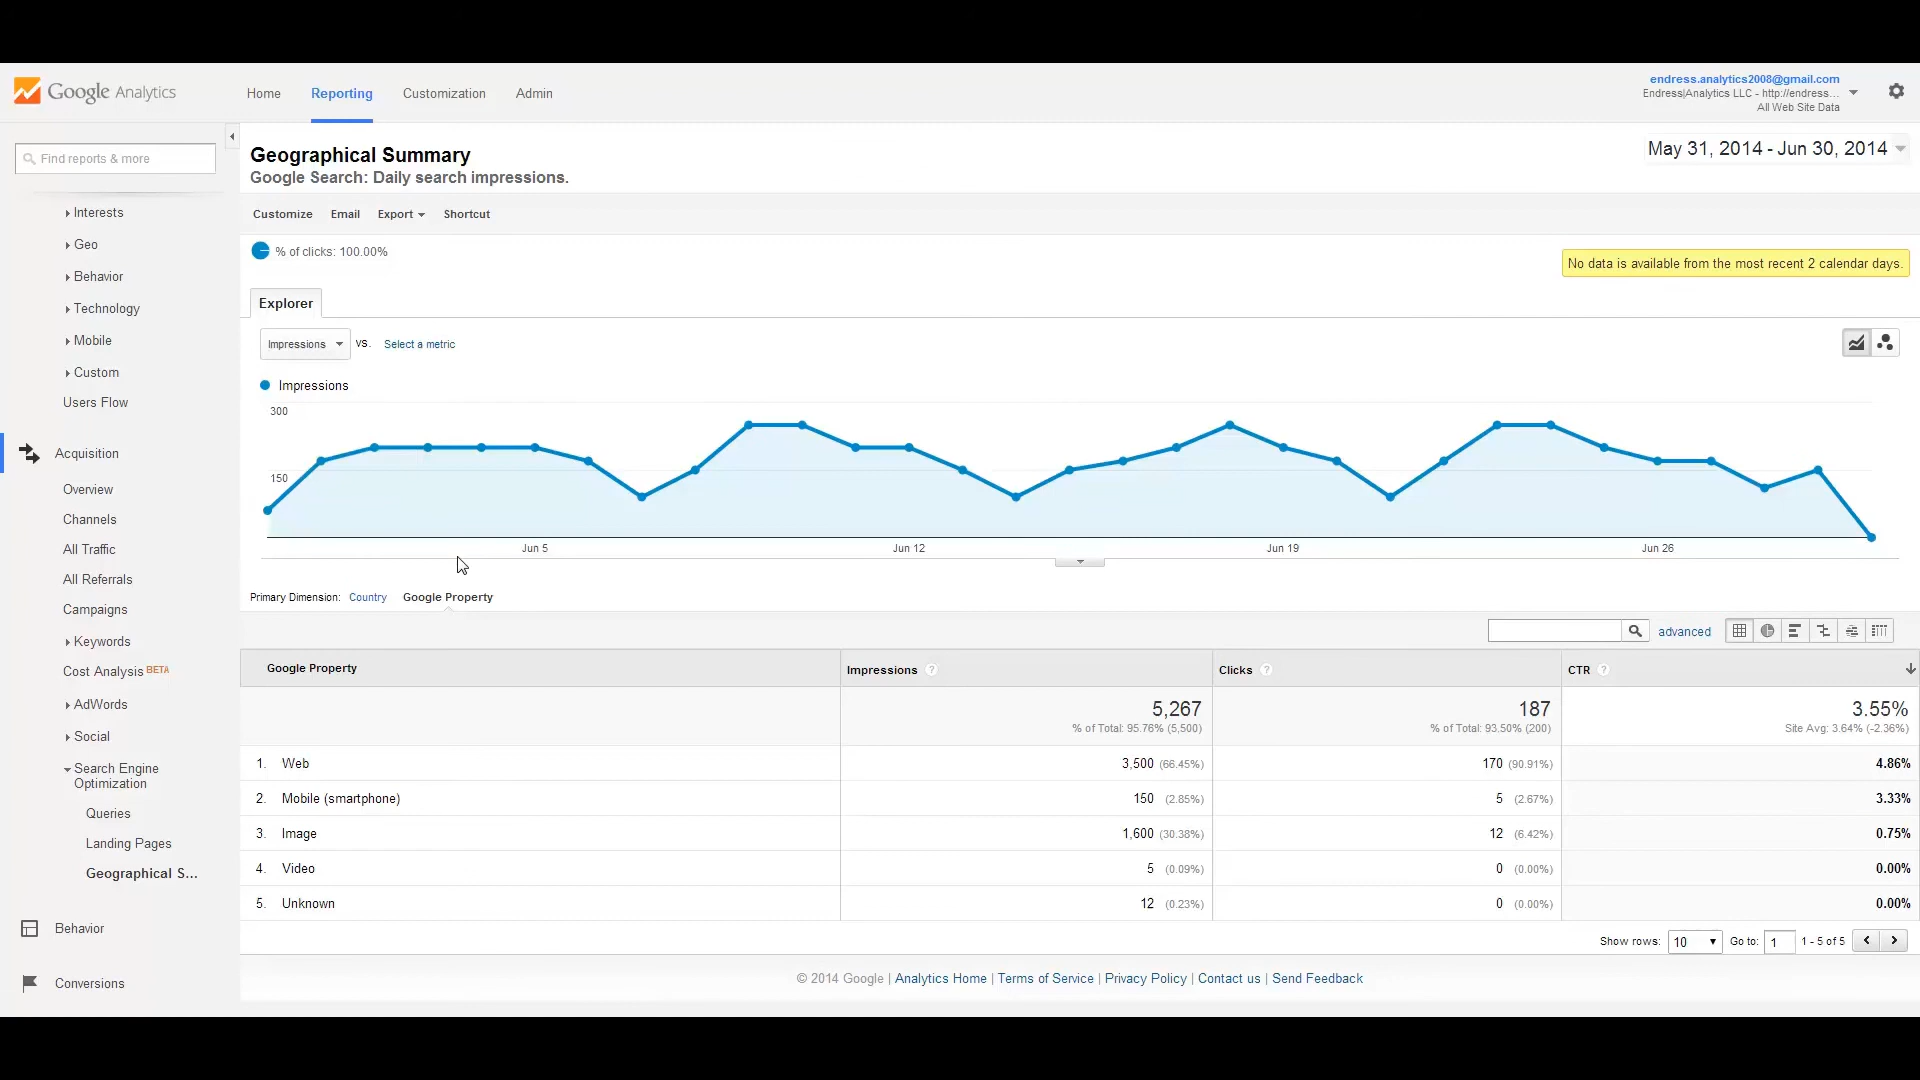 Google Analytics
Home
Reporting
Customization
Admin
endress.analytics2008@gmail.com
Endress|Analytics LLC - http://endress...
All Web Site Data
Find reports & more
Interests
Geo
Behavior
Technology
Mobile
Custom
Users Flow
Acquisition
Overview
Channels
All Traffic
All Referrals
Campaigns
Keywords
Cost Analysis BETA
AdWords
Social
Search Engine
Optimization
Queries
Landing Pages
Geographical S...
Behavior
Conversions
Geographical Summary
Google Search: Daily search impressions.
May 31, 2014 - Jun 30, 2014
Customize
Email
Export
Shortcut
% of clicks: 100.00%
No data is available from the most recent 2 calendar days.
Explorer
Impressions
vs.
Select a metric
Impressions
300
150
Jun 5
Jun 12
Jun 19
Jun 26
Primary Dimension: Country Google Property
advanced
Google Property Impressions ? Clicks ? CTR ?
5,267 187 3.55%
% of Total: 95.76% (5,500) % of Total: 93.50% (200) Site Avg: 3.64% (-2.36%)
1. Web 3,500 (66.45%) 170 (90.91%) 4.86%
2. Mobile (smartphone) 150 (2.85%) 5 (2.67%) 3.33%
3. Image 1,600 (30.38%) 12 (6.42%) 0.75%
4. Video 5 (0.09%) 0 (0.00%) 0.00%
5. Unknown 12 (0.23%) 0 (0.00%) 0.00%
Show rows: 10 Go to: 1 1 - 5 of 5
© 2014 Google | Analytics Home | Terms of Service | Privacy Policy | Contact us | Send Feedback